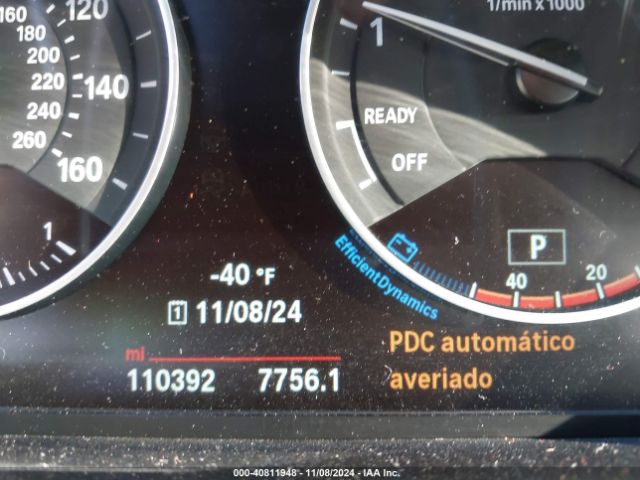 160
180
200
220
240
260
120
140
160
1
1/min x 1000
1
READY
OFF
EfficientDynamics
P
40
20
-40 °F
1 11/08/24
mi
110392 7756.1
PDC automático
averiado
000-40811948 - 11/08/2024 - IAA Inc.